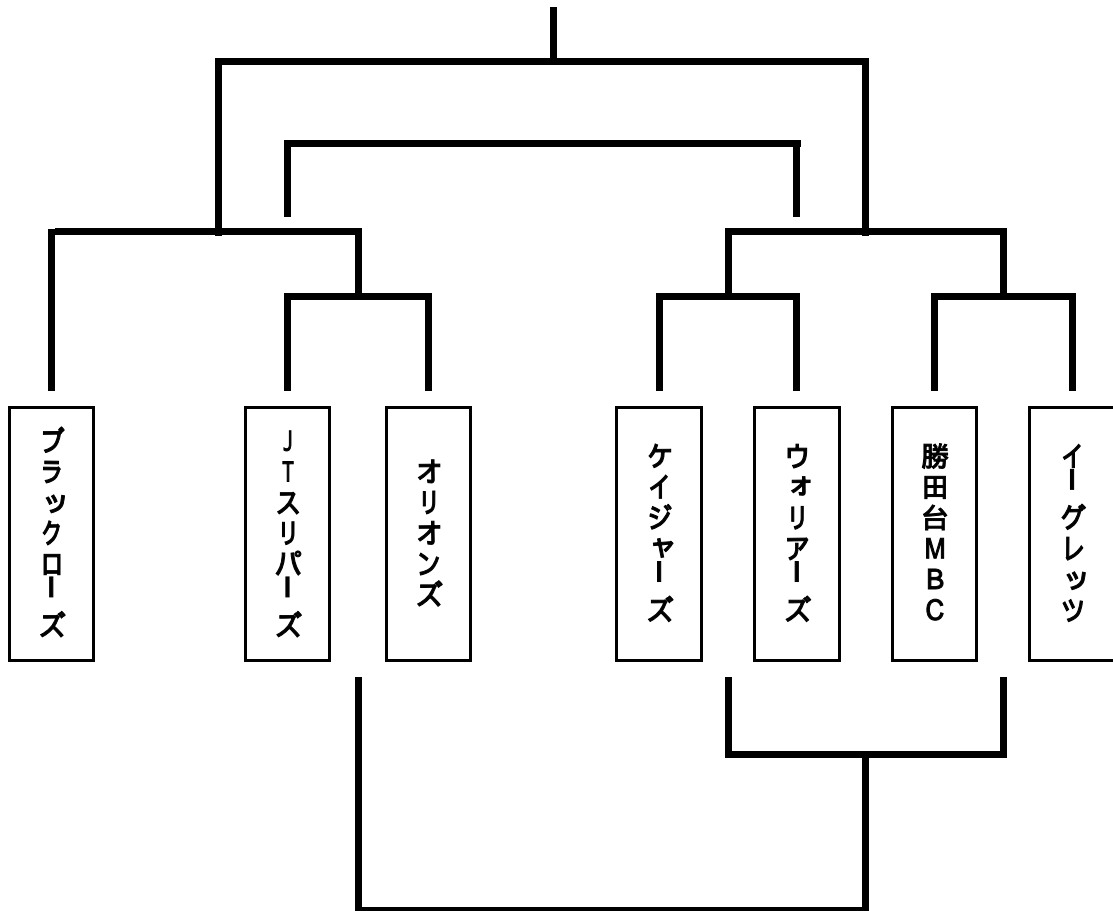 ブラックローズ
ＪＴスリパーズ
オリオンズ
ケイジャーズ
ウォリアーズ
勝田台ＭＢＣ
イーグレッツ